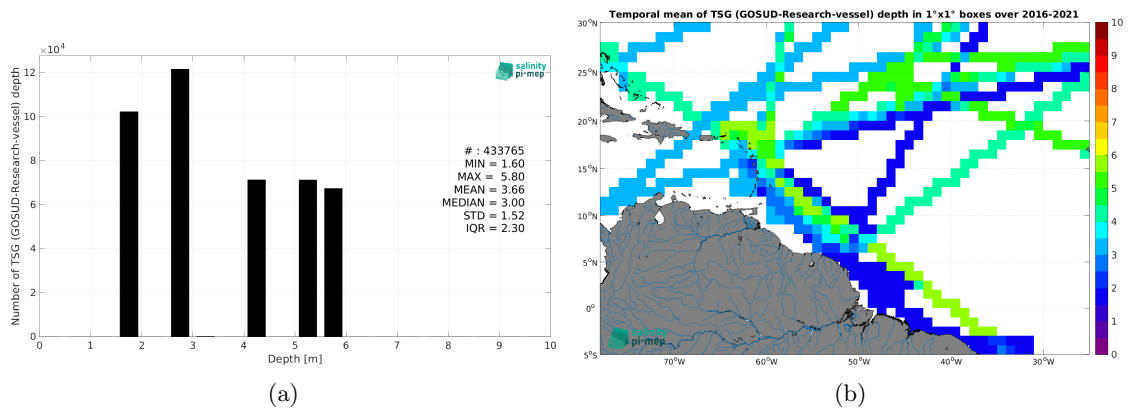 ×10⁴
12
10
8
6
4
2
0
Number of TSG (GOSUD-Research-vessel) depth
salinity
pi-mep
# : 433765
MIN = 1.60
MAX = 5.80
MEAN = 3.66
MEDIAN = 3.00
STD = 1.52
IQR = 2.30
0 1 2 3 4 5 6 7 8 9 10
Depth [m]
(a)
Temporal mean of TSG (GOSUD-Research-vessel) depth in 1°x1° boxes over 2016-2021
30°N
25°N
20°N
15°N
10°N
5°N
0°
5°S
70°W 60°W 50°W 40°W 30°W
salinity
pi-mep
10
9
8
7
6
5
4
3
2
1
0
(b)